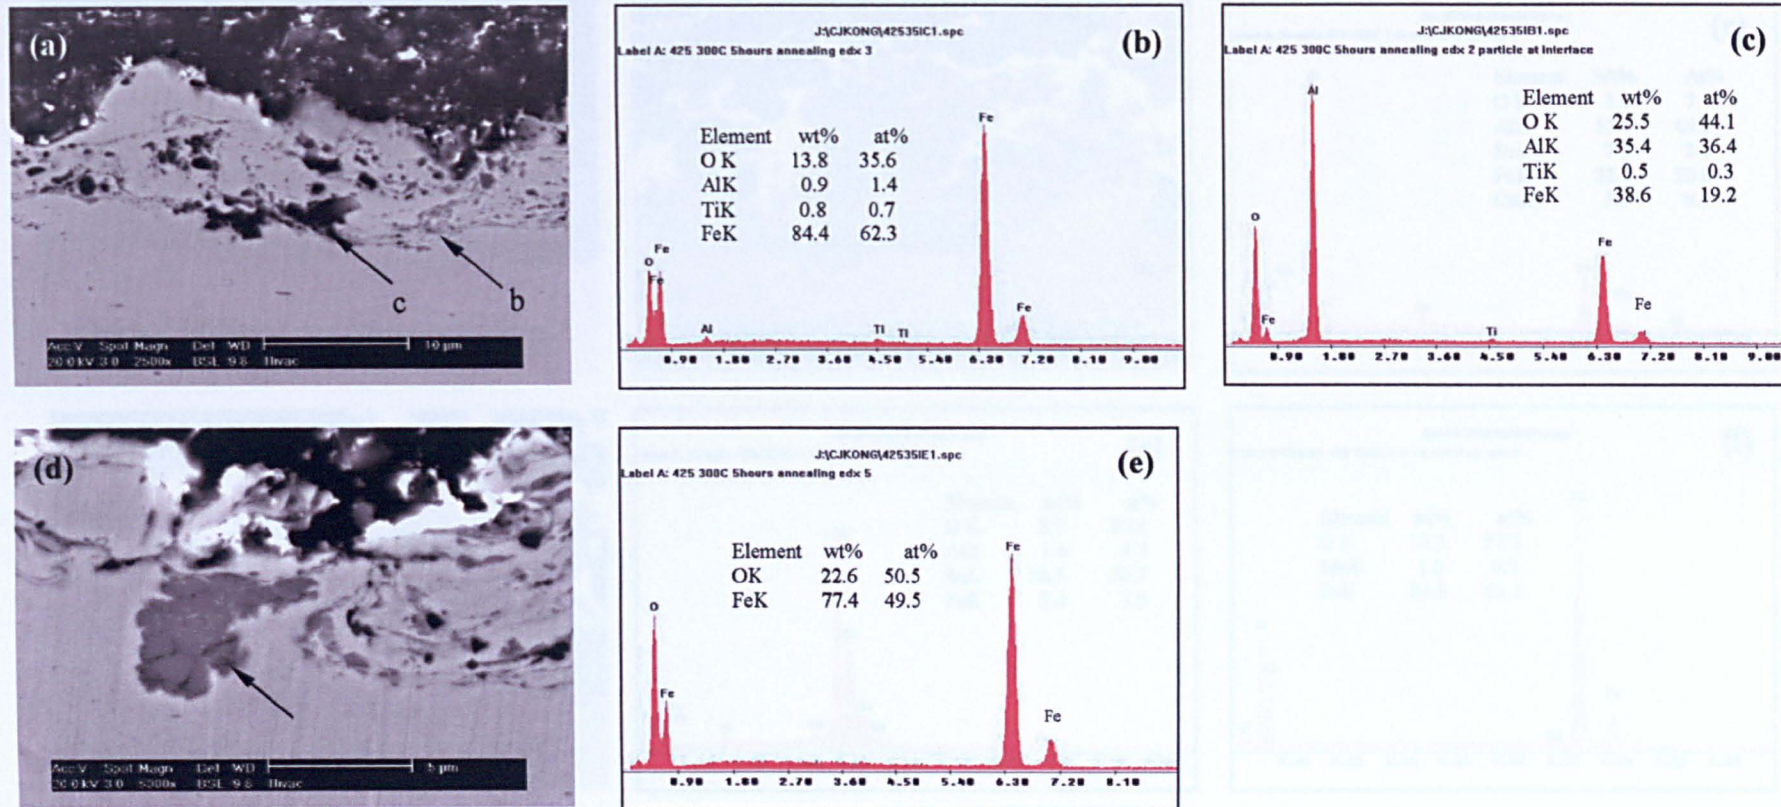 (a)
c
b
Acc.V Spot Magn Det WD
20.0 kV 3.0 2500x BSE 9.8 Hivac
10 µm
J:\CJKONG\42535IC1.spc
Label A: 425 300C 5hours annealing edx 3
(b)
Element wt% at%
O K 13.8 35.6
AlK 0.9 1.4
TiK 0.8 0.7
FeK 84.4 62.3
O
Fe
Fe
Al
Ti
Ti
Fe
Fe
0.90 1.80 2.70 3.60 4.50 5.40 6.30 7.20 8.10 9.00
J:\CJKONG\42535IB1.spc
Label A: 425 300C 5hours annealing edx 2 particle at interface
(c)
Element wt% at%
O K 25.5 44.1
AlK 35.4 36.4
TiK 0.5 0.3
FeK 38.6 19.2
O
Fe
Al
Ti
Fe
Fe
0.90 1.80 2.70 3.60 4.50 5.40 6.30 7.20 8.10 9.00
(d)
Acc.V Spot Magn Det WD
20.0 kV 3.0 5000x BSE 9.8 Hivac
5 µm
J:\CJKONG\42535IE1.spc
Label A: 425 300C 5hours annealing edx 5
(e)
Element wt% at%
OK 22.6 50.5
FeK 77.4 49.5
O
Fe
Fe
Fe
0.90 1.80 2.70 3.60 4.50 5.40 6.30 7.20 8.10